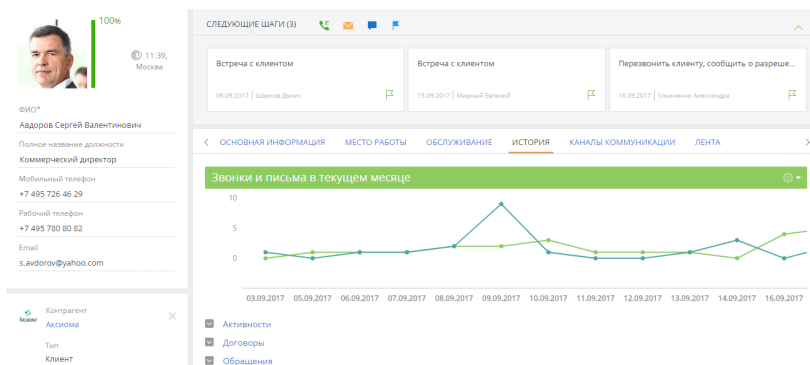 100%
11:39,
Москва
ФИО*
Авдоров Сергей Валентинович
Полное название должности
Коммерческий директор
Мобильный телефон
+7 495 726 46 29
Рабочий телефон
+7 495 780 80 82
Email
s.avdorov@yahoo.com
Контрагент
Аксиома
Тип
Клиент
СЛЕДУЮЩИЕ ШАГИ (3)
Встреча с клиентом
06.09.2017 | Шарков Денис
Встреча с клиентом
13.09.2017 | Мирный Евгений
Перезвонить клиенту, сообщить о разреше...
16.09.2017 | Ульяненко Александра
ОСНОВНАЯ ИНФОРМАЦИЯ МЕСТО РАБОТЫ ОБСЛУЖИВАНИЕ ИСТОРИЯ КАНАЛЫ КОММУНИКАЦИИ ЛЕНТА
Звонки и письма в текущем месяце
10
5
0
03.09.2017 05.09.2017 06.09.2017 07.09.2017 08.09.2017 09.09.2017 10.09.2017 11.09.2017 12.09.2017 13.09.2017 14.09.2017 16.09.2017
Активности
Договоры
Обращения